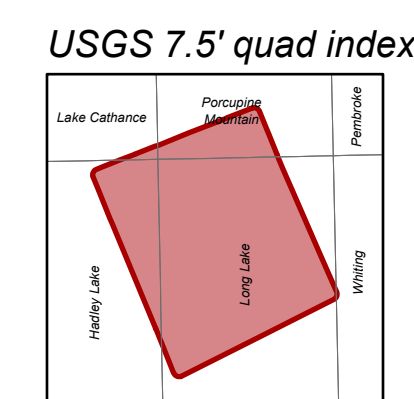 USGS 7.5' quad index
Lake Cathance
Porcupine
Mountain
Pembroke
Hadley Lake
Long Lake
Whiting